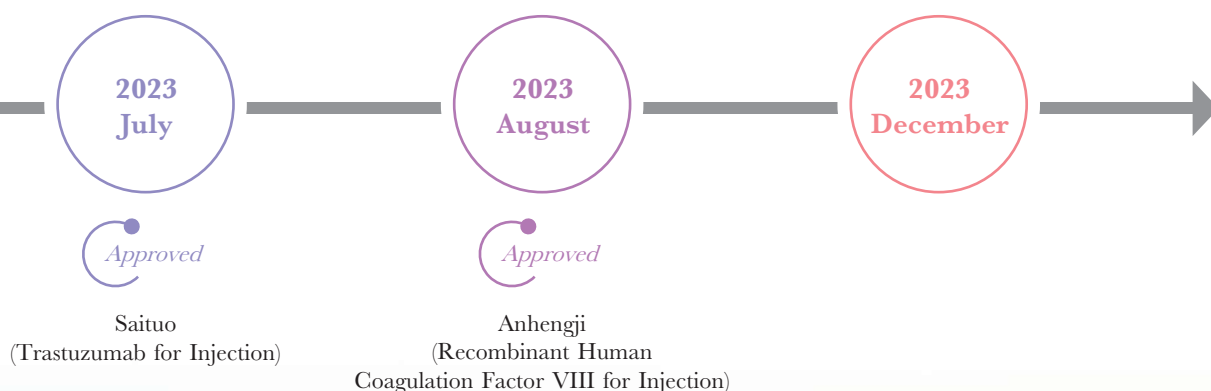 2023
July
2023
August
2023
December
Approved
Approved
Saituo
(Trastuzumab for Injection)
Anhengji
(Recombinant Human
Coagulation Factor VIII for Injection)